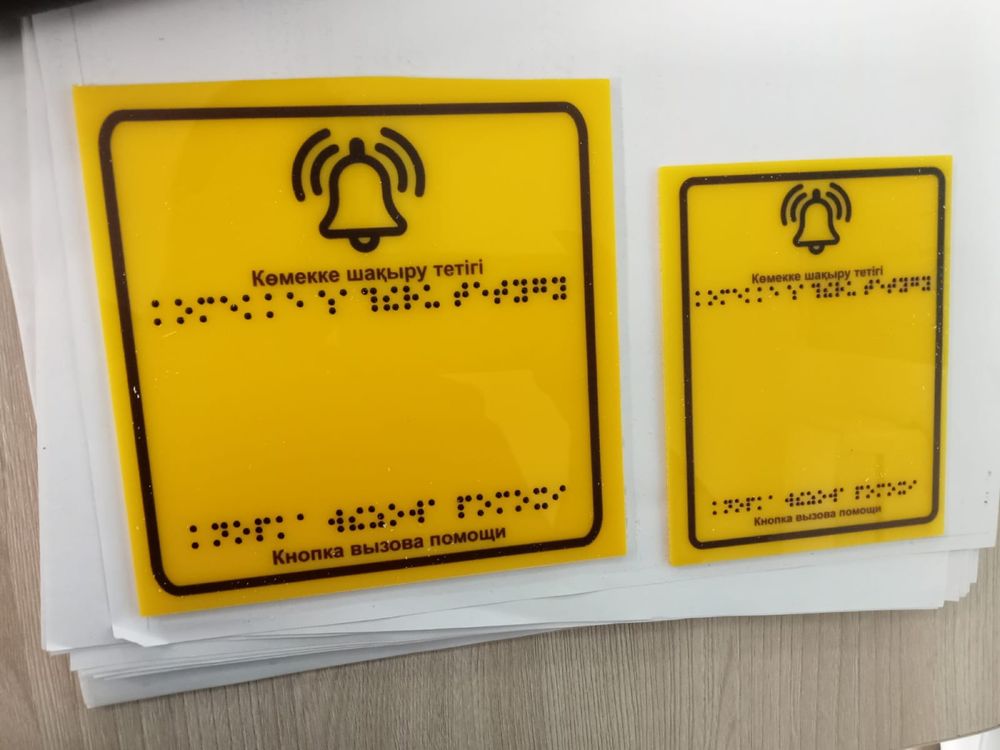 Көмекке шақыру тетігі
Кнопка вызова помощи
Көмекке шақыру тетігі
Кнопка вызова помощи